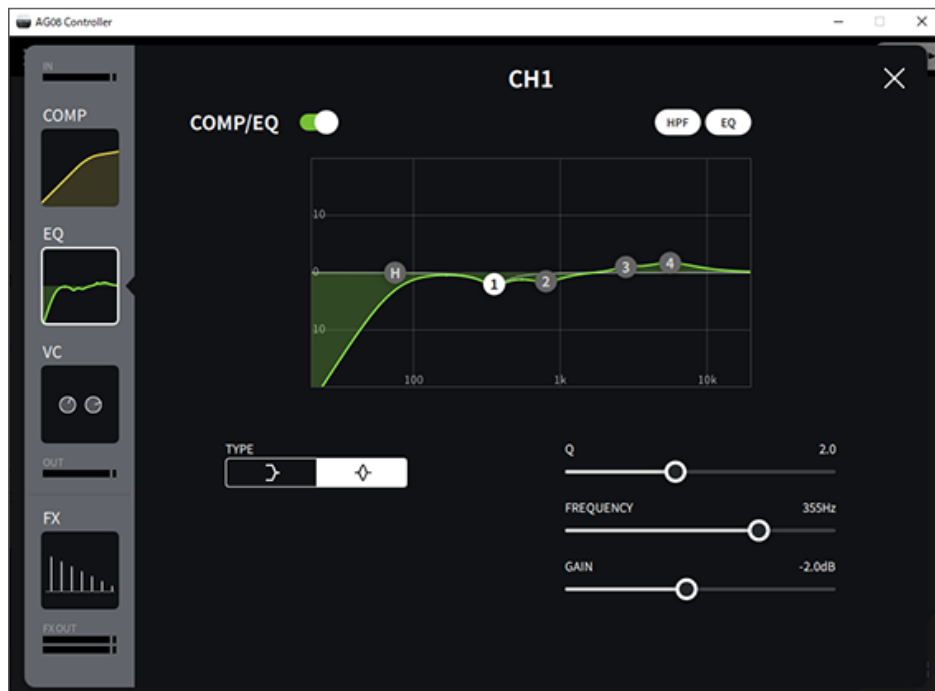 AG08 Controller
IN
CH1
COMP
COMP/EQ
HPF
EQ
EQ
10
0
H
1
2
3
4
10
100
1k
10k
VC
OUT
TYPE
Q
2.0
FREQUENCY
355Hz
GAIN
-2.0dB
FX
FX OUT